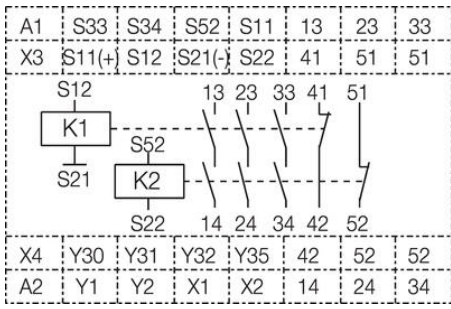 A1 S33 S34 S52 S11 13 23 33
X3 S11(+) S12 S21(-) S22 41 51 51
S12 13 23 33 41 51
K1
S52
S21 K2
S22 14 24 34 42 52
X4 Y30 Y31 Y32 Y35 42 52 52
A2 Y1 Y2 X1 X2 14 24 34